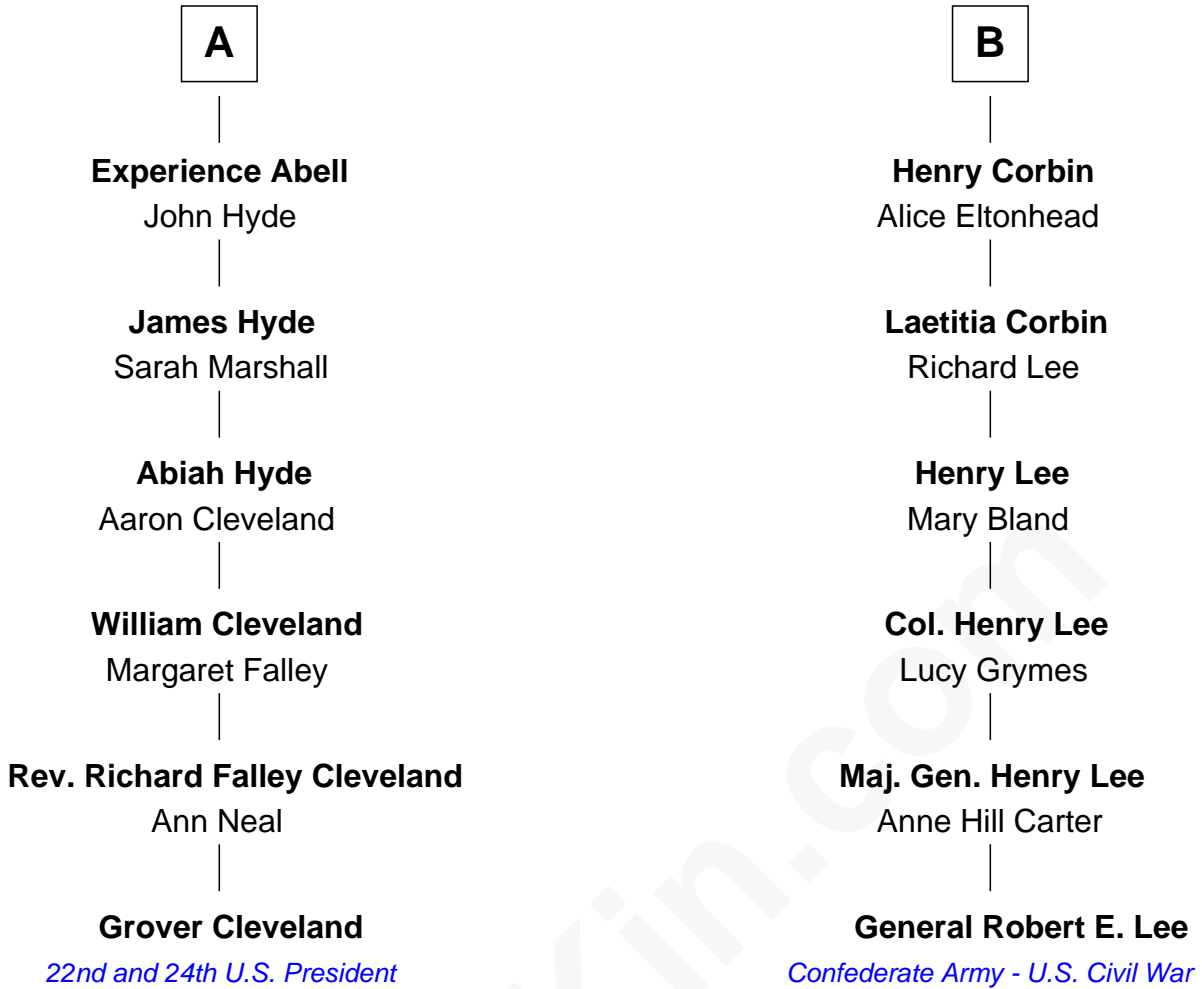 A
Experience Abell
John Hyde
James Hyde
Sarah Marshall
Abiah Hyde
Aaron Cleveland
William Cleveland
Margaret Falley
Rev. Richard Falley Cleveland
Ann Neal
Grover Cleveland
22nd and 24th U.S. President
B
Henry Corbin
Alice Eltonhead
Laetitia Corbin
Richard Lee
Henry Lee
Mary Bland
Col. Henry Lee
Lucy Grymes
Maj. Gen. Henry Lee
Anne Hill Carter
General Robert E. Lee
Confederate Army - U.S. Civil War
Kin.com